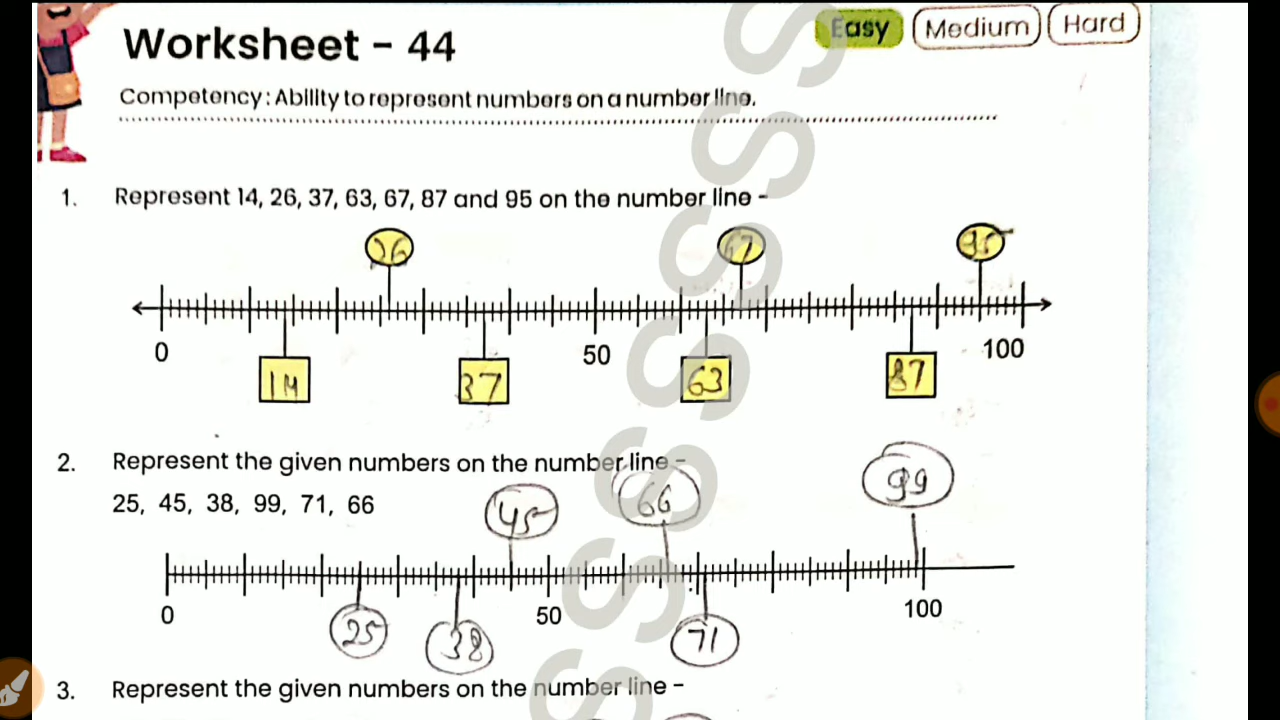 Worksheet - 44
Easy Medium Hard
Competency: Ability to represent numbers on a number line.
1. Represent 14, 26, 37, 63, 67, 87 and 95 on the number line -
26 67 95
0 50 100
14 37 63 87
2. Represent the given numbers on the number line -
25, 45, 38, 99, 71, 66
45 66 99
0 50 100
25 38 71
3. Represent the given numbers on the number line -
SSSSSS